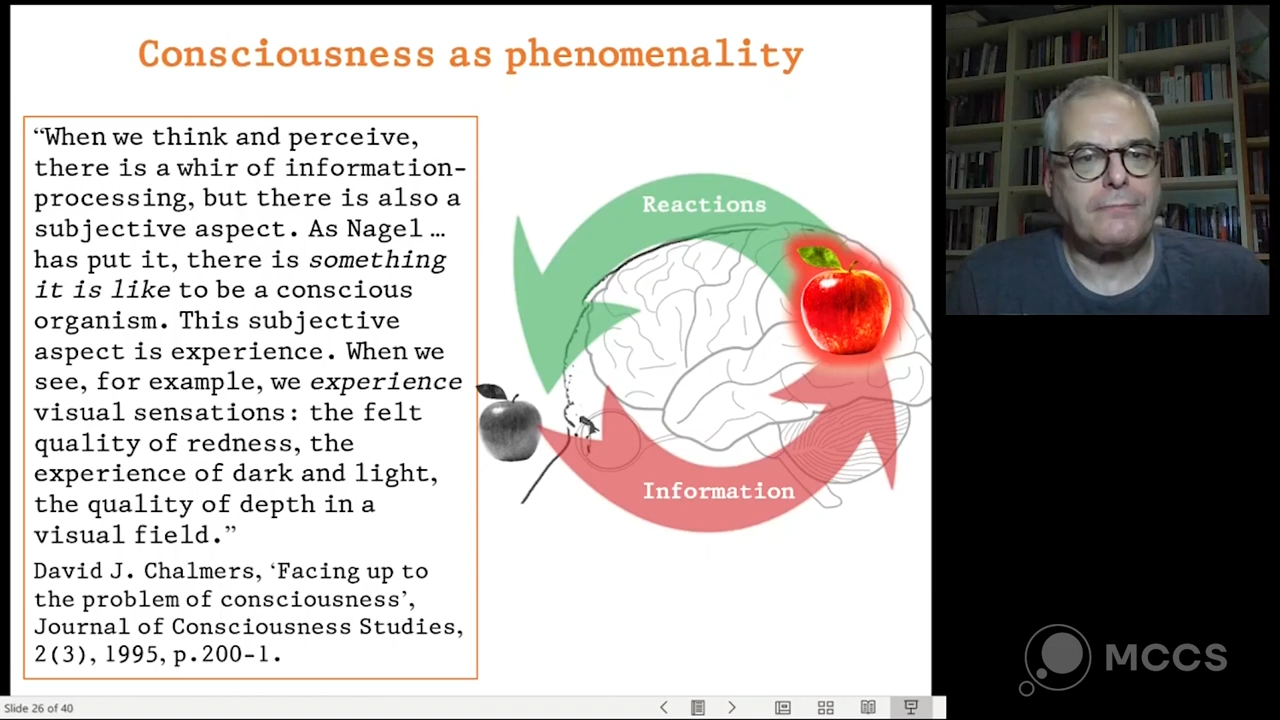 Consciousness as phenomenality
“When we think and perceive,
there is a whir of information-
processing, but there is also a
subjective aspect. As Nagel …
has put it, there is something
it is like to be a conscious
organism. This subjective
aspect is experience. When we
see, for example, we experience
visual sensations: the felt
quality of redness, the
experience of dark and light,
the quality of depth in a
visual field.”
David J. Chalmers, ‘Facing up to
the problem of consciousness’,
Journal of Consciousness Studies,
2(3), 1995, p.200-1.
Reactions
Information
MCCS
Slide 26 of 40